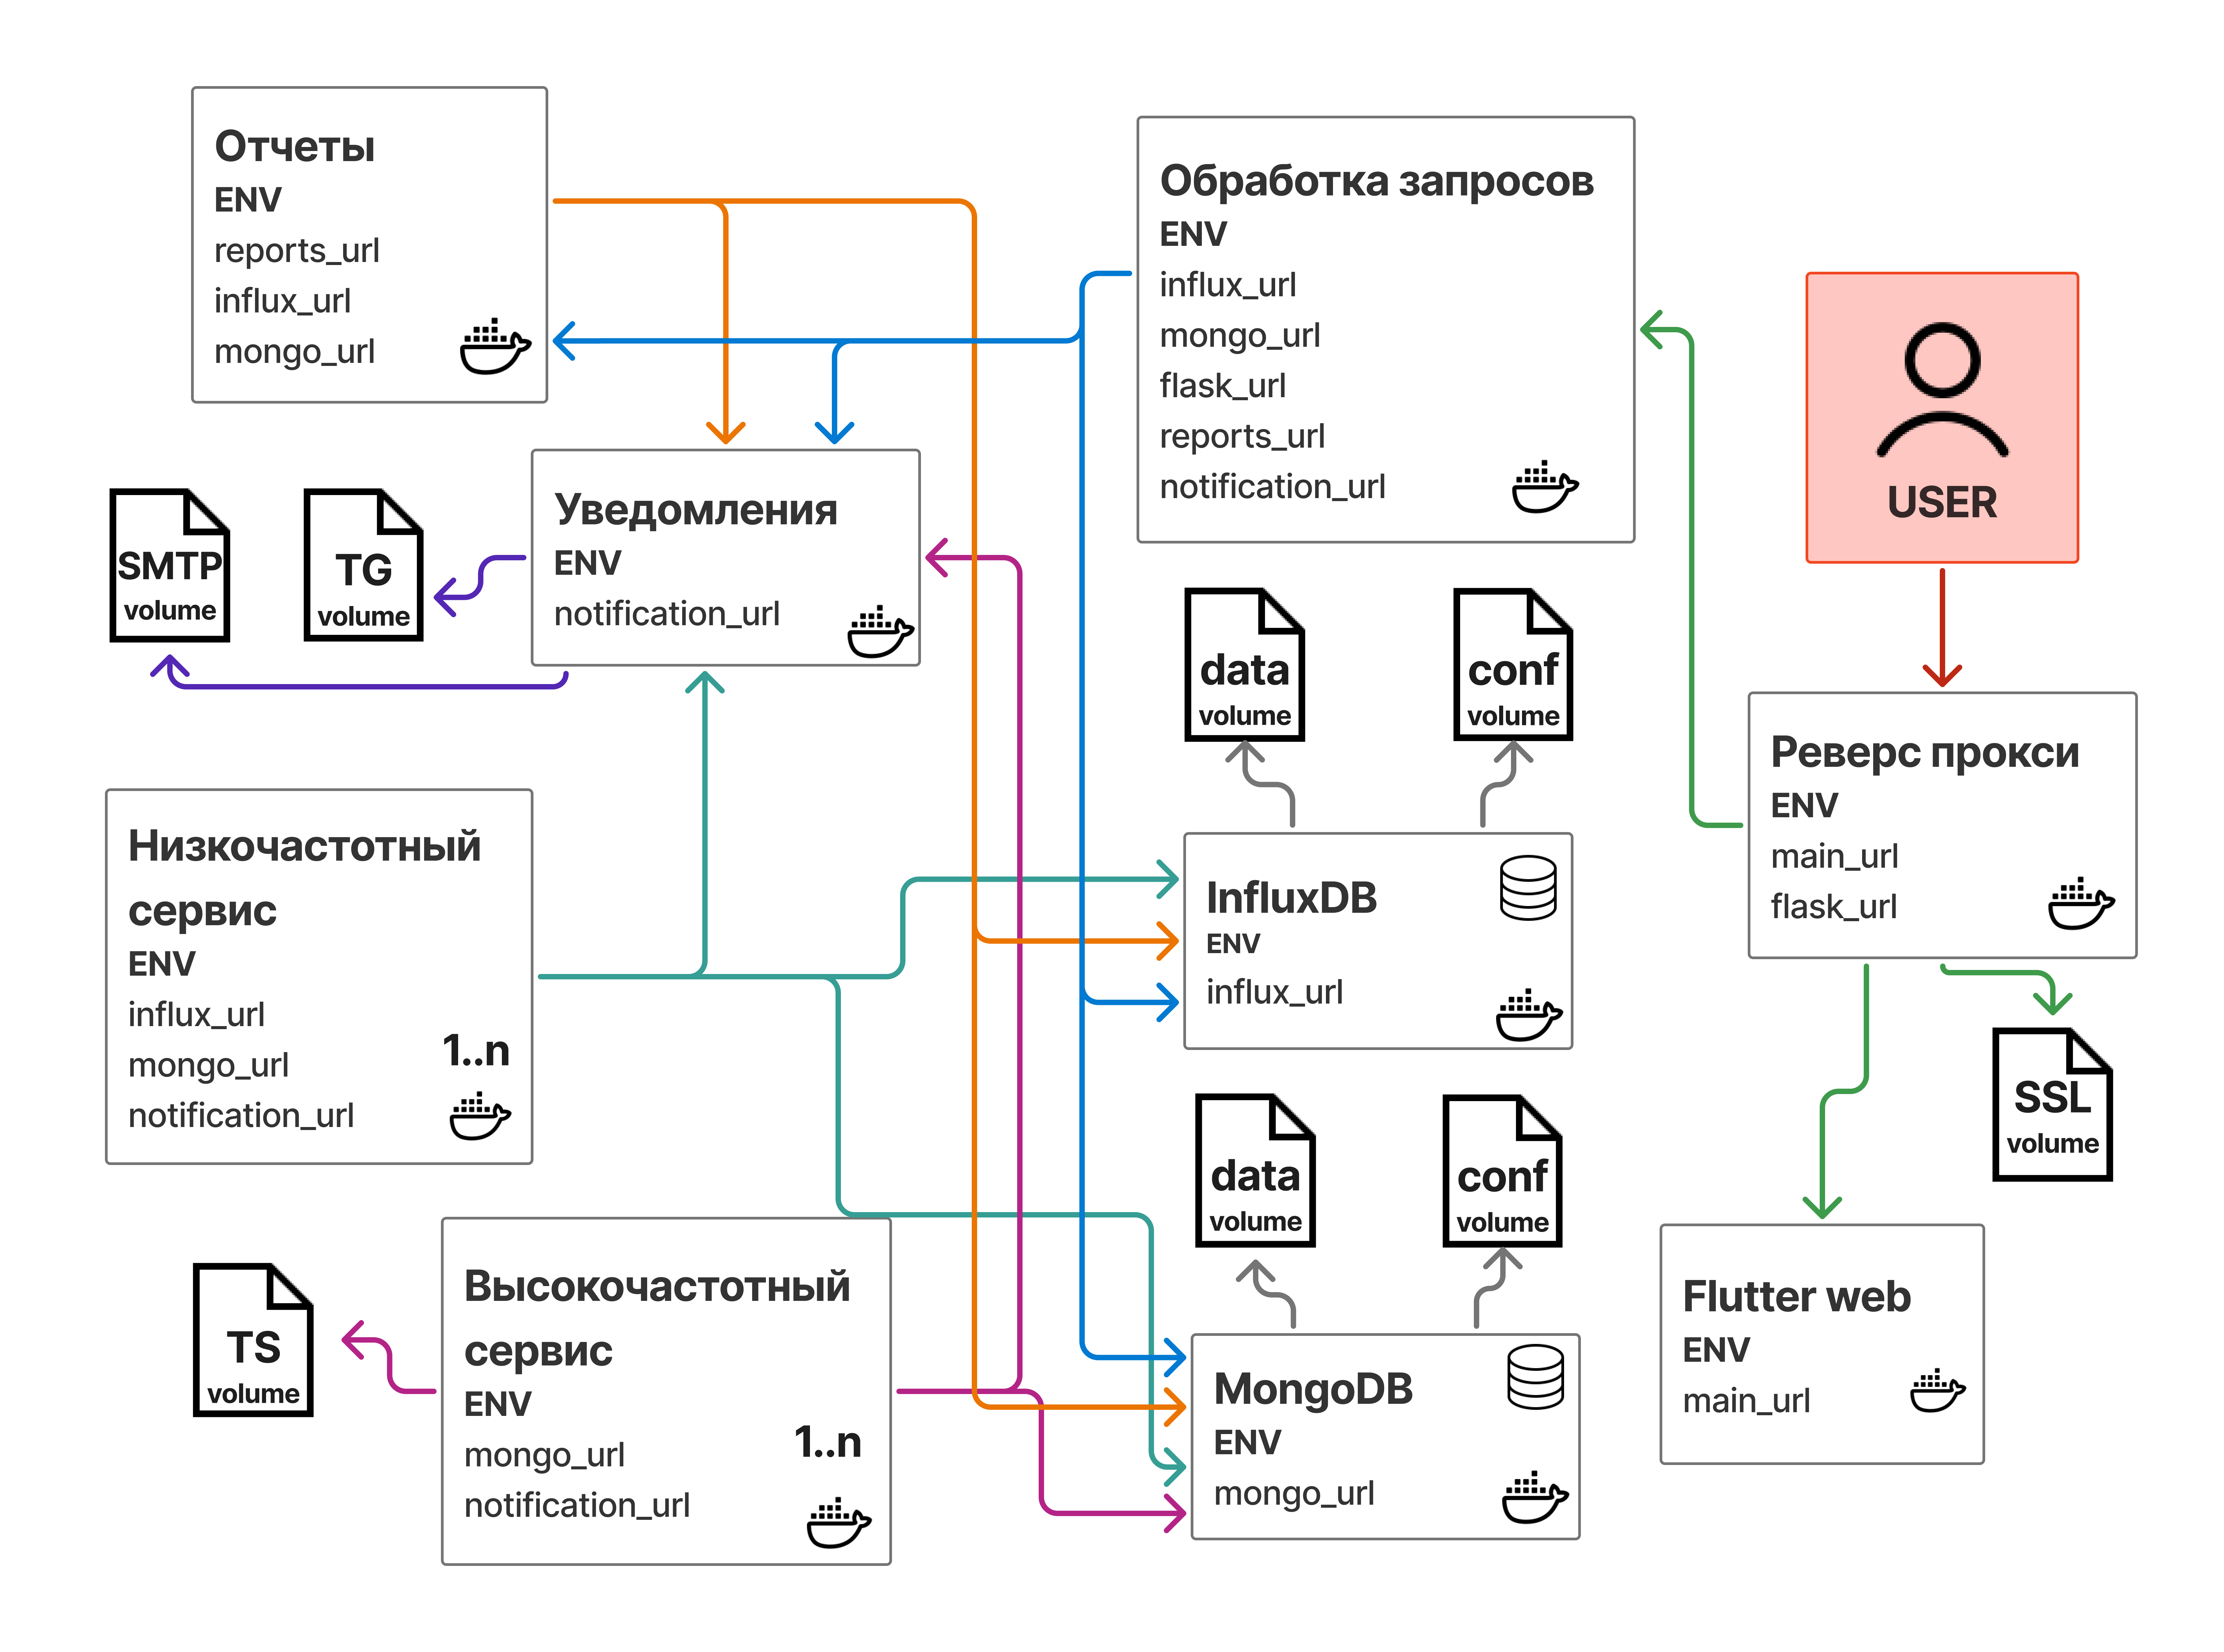 Отчеты
ENV
reports_url
influx_url
mongo_url
Обработка запросов
ENV
influx_url
mongo_url
flask_url
reports_url
notification_url
USER
SMTP
volume
TG
volume
Уведомления
ENV
notification_url
data
volume
conf
volume
Реверс прокси
ENV
main_url
flask_url
Низкочастотный
сервис
ENV
influx_url
mongo_url
notification_url
1..n
InfluxDB
ENV
influx_url
SSL
volume
data
volume
conf
volume
TS
volume
Высокочастотный
сервис
ENV
mongo_url
notification_url
1..n
MongoDB
ENV
mongo_url
Flutter web
ENV
main_url